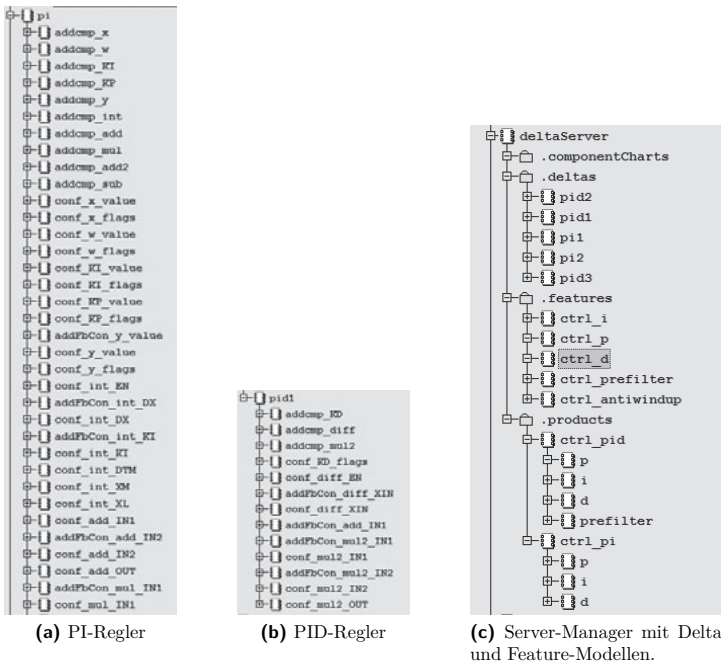 pi
addcmp_x
addcmp_w
addcmp_KI
addcmp_KP
addcmp_y
addcmp_int
addcmp_add
addcmp_mul
addcmp_add2
addcmp_sub
conf_x_value
conf_x_flags
conf_w_value
conf_w_flags
conf_KI_value
conf_KI_flags
conf_KP_value
conf_KP_flags
addFbCon_y_value
conf_y_value
conf_y_flags
conf_int_EN
addFbCon_int_DX
conf_int_DX
addFbCon_int_KI
conf_int_KI
conf_int_DTM
conf_int_XM
conf_int_XL
conf_add_IN1
addFbCon_add_IN2
conf_add_IN2
conf_add_OUT
addFbCon_mul_IN1
conf_mul_IN1
(a) PI-Regler
pid1
addcmp_KD
addcmp_diff
addcmp_mul2
conf_KD_flags
conf_diff_EN
addFbCon_diff_XIN
conf_diff_XIN
addFbCon_add_IN1
addFbCon_mul2_IN1
conf_mul2_IN1
addFbCon_mul2_IN2
conf_mul2_IN2
conf_mul2_OUT
(b) PID-Regler
deltaServer
.componentCharts
.deltas
pid2
pid1
pi1
pi2
pid3
.features
ctrl_i
ctrl_p
ctrl_d
ctrl_prefilter
ctrl_antiwindup
.products
ctrl_pid
p
i
d
prefilter
ctrl_pi
p
i
d
(c) Server-Manager mit Delta
und Feature-Modellen.